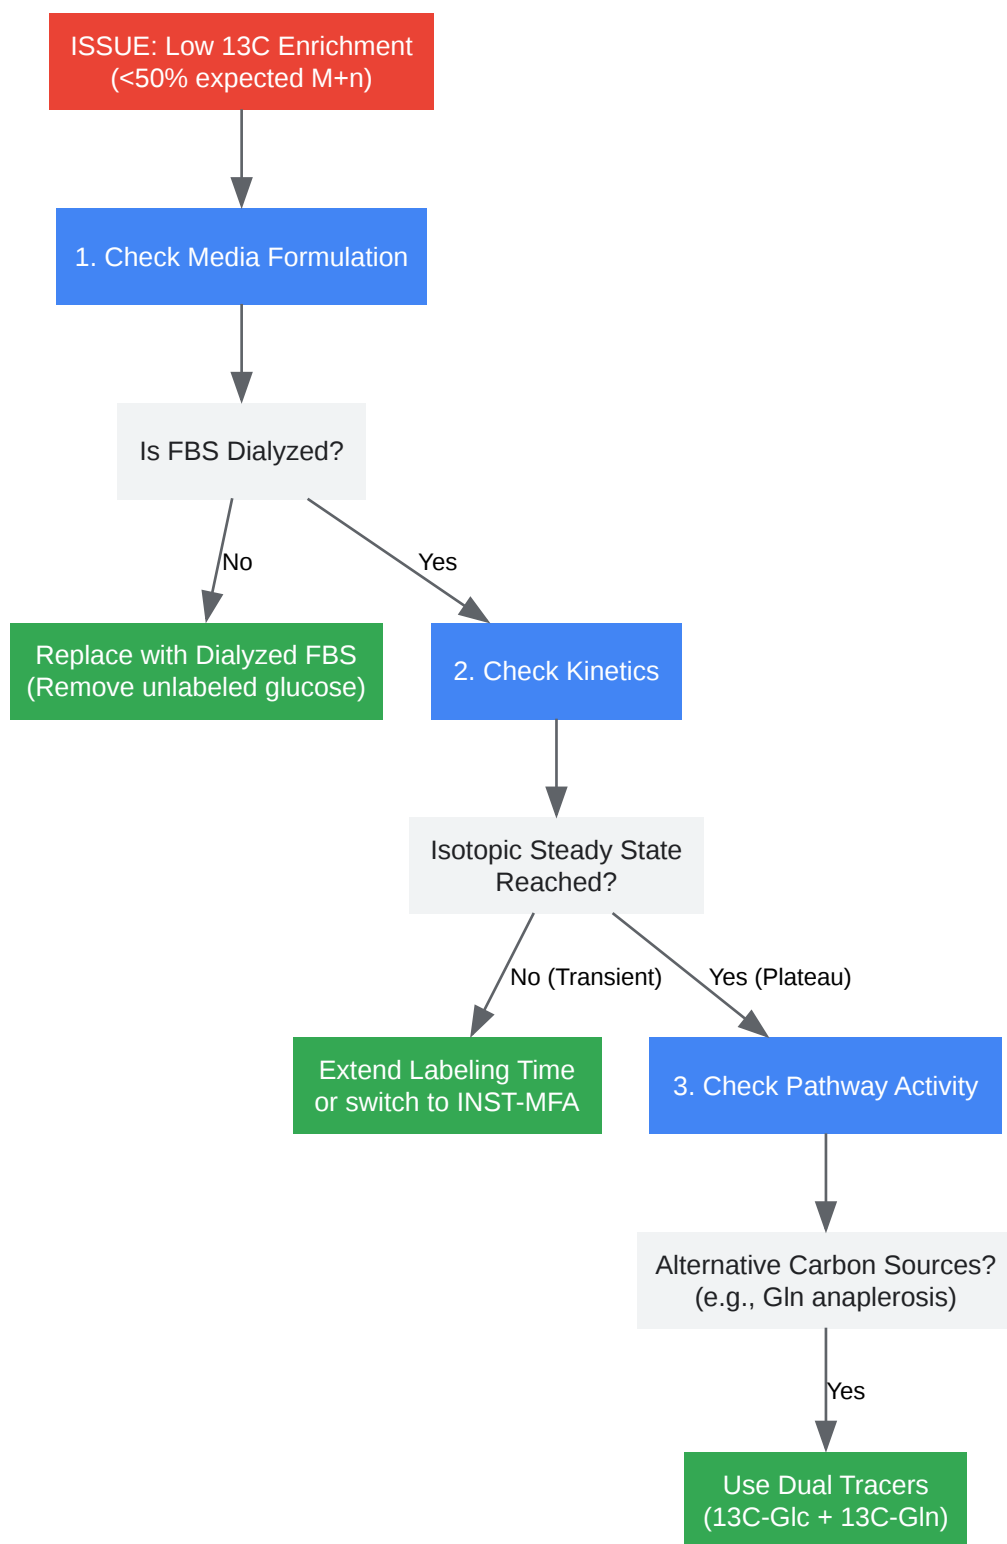 ISSUE: Low 13C Enrichment
(<50% expected M+n)
1. Check Media Formulation
Is FBS Dialyzed?
No
Yes
Replace with Dialyzed FBS
(Remove unlabeled glucose)
2. Check Kinetics
Isotopic Steady State
Reached?
No (Transient)
Yes (Plateau)
Extend Labeling Time
or switch to INST-MFA
3. Check Pathway Activity
Alternative Carbon Sources?
(e.g., Gln anaplerosis)
Yes
Use Dual Tracers
(13C-Glc + 13C-Gln)